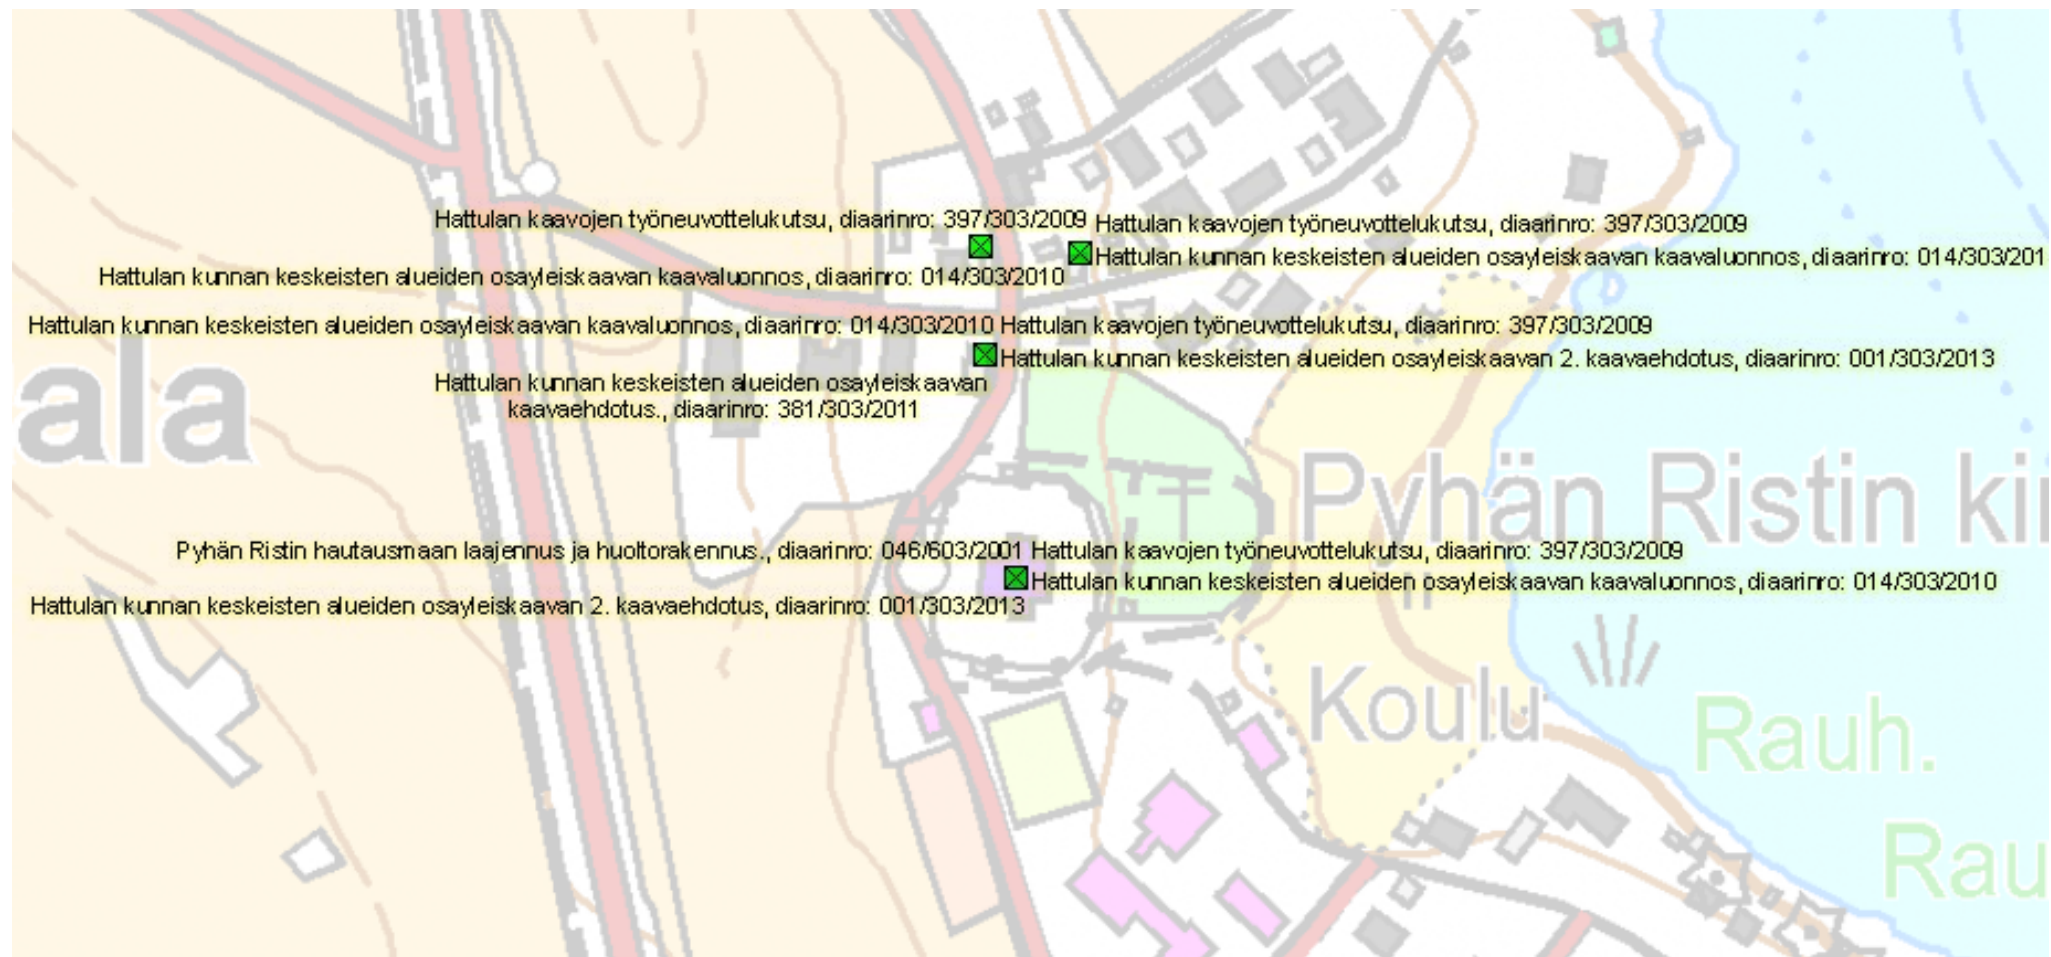 Hattulan kaavojen työneuvottelukutsu, diaarinro: 397/303/2009
Hattulan kaavojen työneuvottelukutsu, diaarinro: 397/303/2009
Hattulan kunnan keskeisten alueiden osayleiskaavan kaavaluonnos, diaarinro: 014/303/201
Hattulan kunnan keskeisten alueiden osayleiskaavan kaavaluonnos, diaarinro: 014/303/2010
Hattulan kunnan keskeisten alueiden osayleiskaavan kaavaluonnos, diaarinro: 014/303/2010
Hattulan kaavojen työneuvottelukutsu, diaarinro: 397/303/2009
Hattulan kunnan keskeisten alueiden osayleiskaavan 2. kaavaehdotus, diaarinro: 001/303/2013
Hattulan kunnan keskeisten alueiden osayleiskaavan
kaavaehdotus., diaarinro: 381/303/2011
ala
Pyhän Ristin ki
Pyhän Ristin hautausmaan laajennus ja huoltorakennus., diaarinro: 046/603/2001
Hattulan kaavojen työneuvottelukutsu, diaarinro: 397/303/2009
Hattulan kunnan keskeisten alueiden osayleiskaavan kaavaluonnos, diaarinro: 014/303/2010
Hattulan kunnan keskeisten alueiden osayleiskaavan 2. kaavaehdotus, diaarinro: 001/303/2013
Koulu
Rauh.
Rau